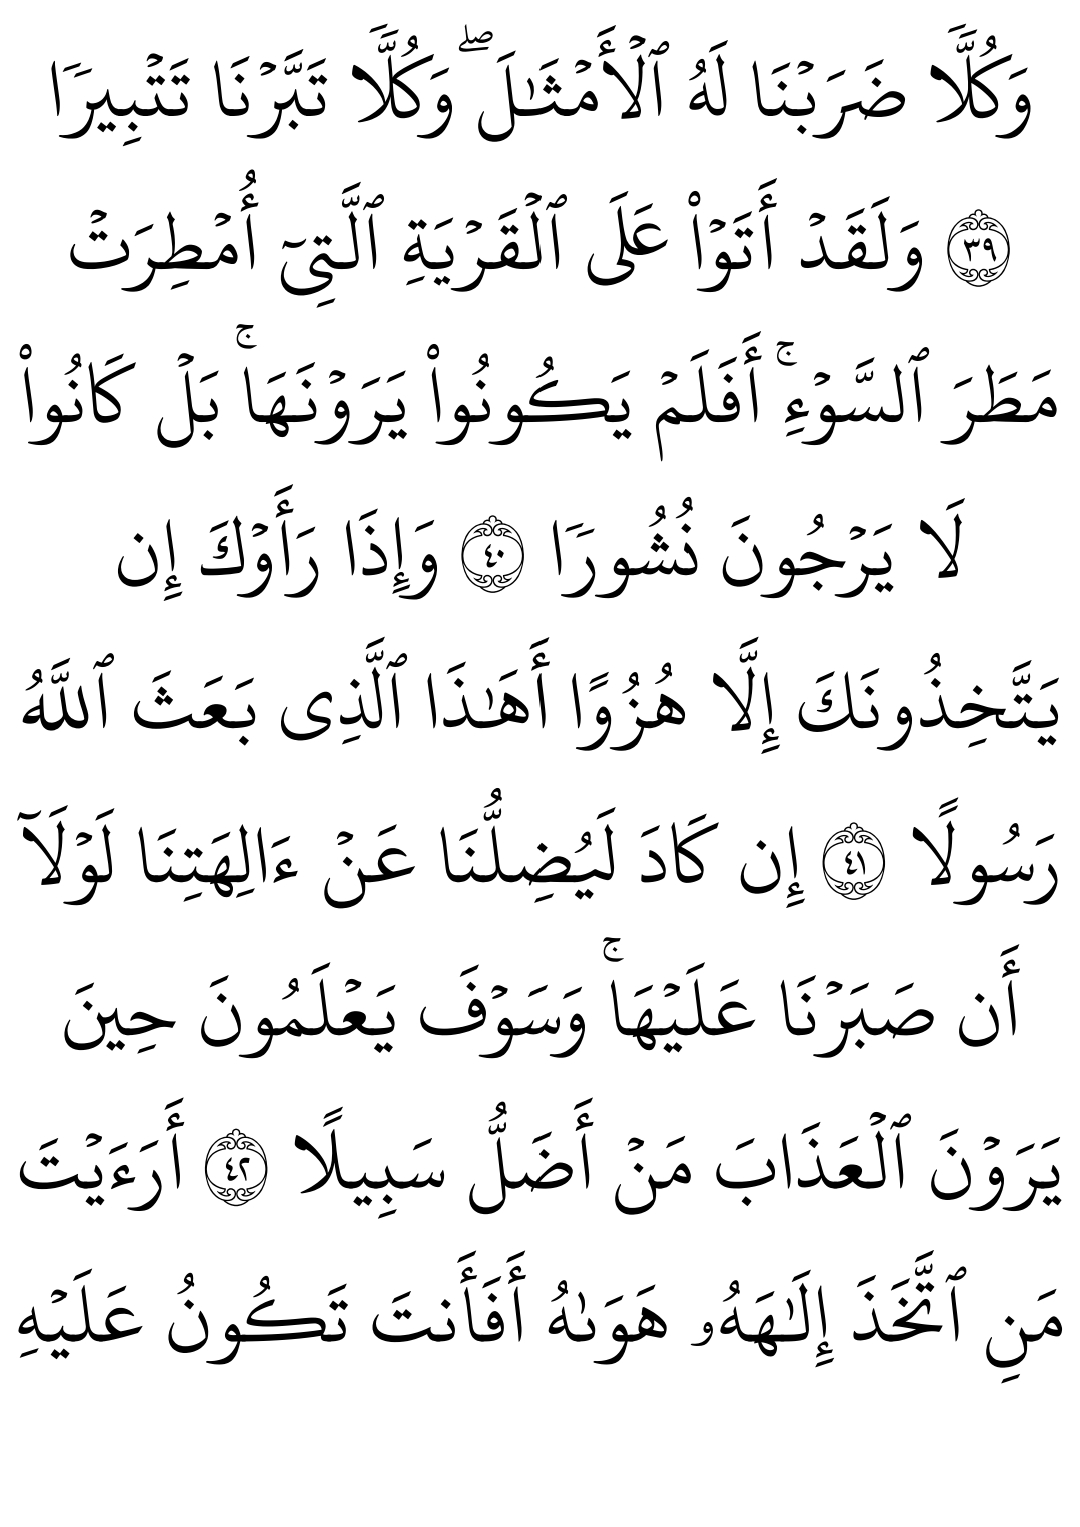 وَكُلࣰّا ضَرَبۡنَا لَهُ ٱلۡأَمۡثَـٰلَۖ وَكُلࣰّا تَبَّرۡنَا تَتۡبِيرࣰا
﴿٣٩﴾ وَلَقَدۡ أَتَوۡا۟ عَلَى ٱلۡقَرۡيَةِ ٱلَّتِىٓ أُمۡطِرَتۡ
مَطَرَ ٱلسَّوۡءِۚ أَفَلَمۡ يَكُونُوا۟ يَرَوۡنَهَاۚ بَلۡ كَانُوا۟
لَا يَرۡجُونَ نُشُورࣰا ﴿٤٠﴾ وَإِذَا رَأَوۡكَ إِن
يَتَّخِذُونَكَ إِلَّا هُزُوًا أَهَـٰذَا ٱلَّذِى بَعَثَ ٱللَّهُ
رَسُولًا ﴿٤١﴾ إِن كَادَ لَيُضِلُّنَا عَنۡ ءَالِهَتِنَا لَوۡلَاۤ
أَن صَبَرۡنَا عَلَيۡهَاۚ وَسَوۡفَ يَعۡلَمُونَ حِينَ
يَرَوۡنَ ٱلۡعَذَابَ مَنۡ أَضَلُّ سَبِيلًا ﴿٤٢﴾ أَرَءَيۡتَ
مَنِ ٱتَّخَذَ إِلَـٰهَهُۥ هَوَىٰهُ أَفَأَنتَ تَكُونُ عَلَيۡهِ